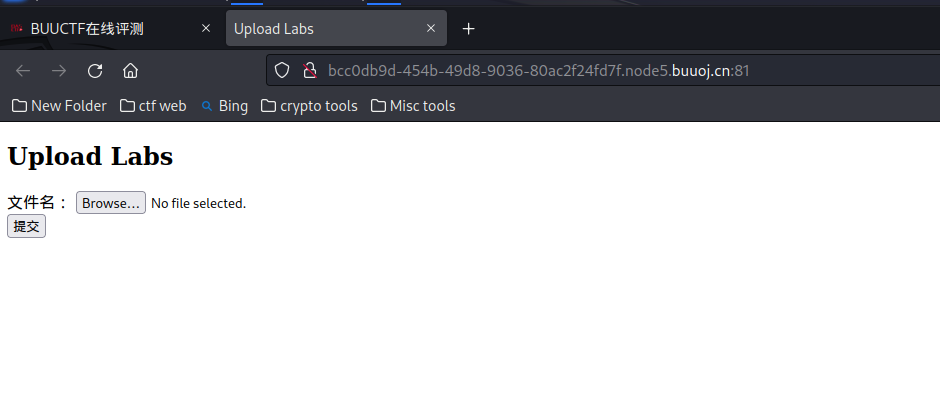 BUUCTF在线评测
Upload Labs
bcc0db9d-454b-49d8-9036-80ac2f24fd7f.node5.buuoj.cn:81
New Folder ctf web Bing crypto tools Misc tools
Upload Labs
文件名： Browse... No file selected.
提交